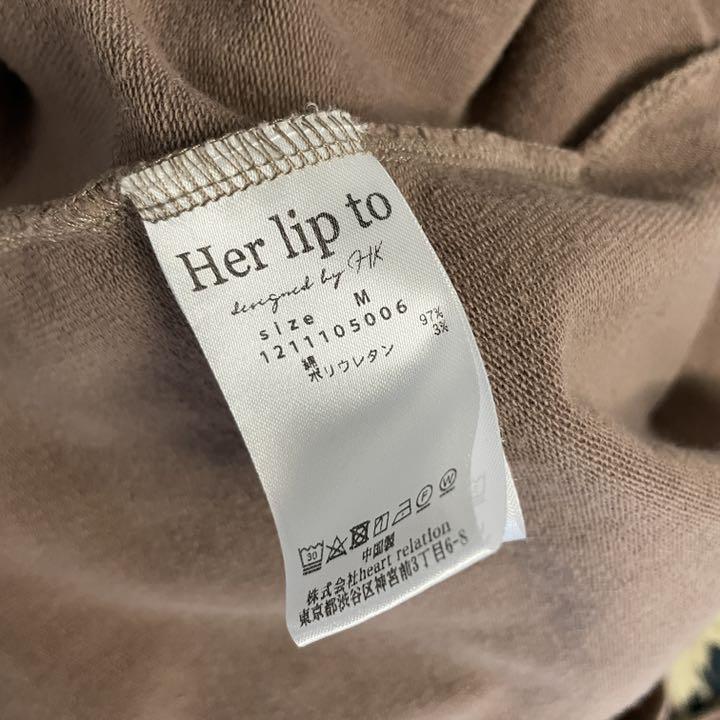 Her lip to
designed by HK
size M
1211105006
綿 97%
ポリウレタン 3%
30 F W
中国製
株式会社heart relation
東京都渋谷区神宮前3丁目6-8